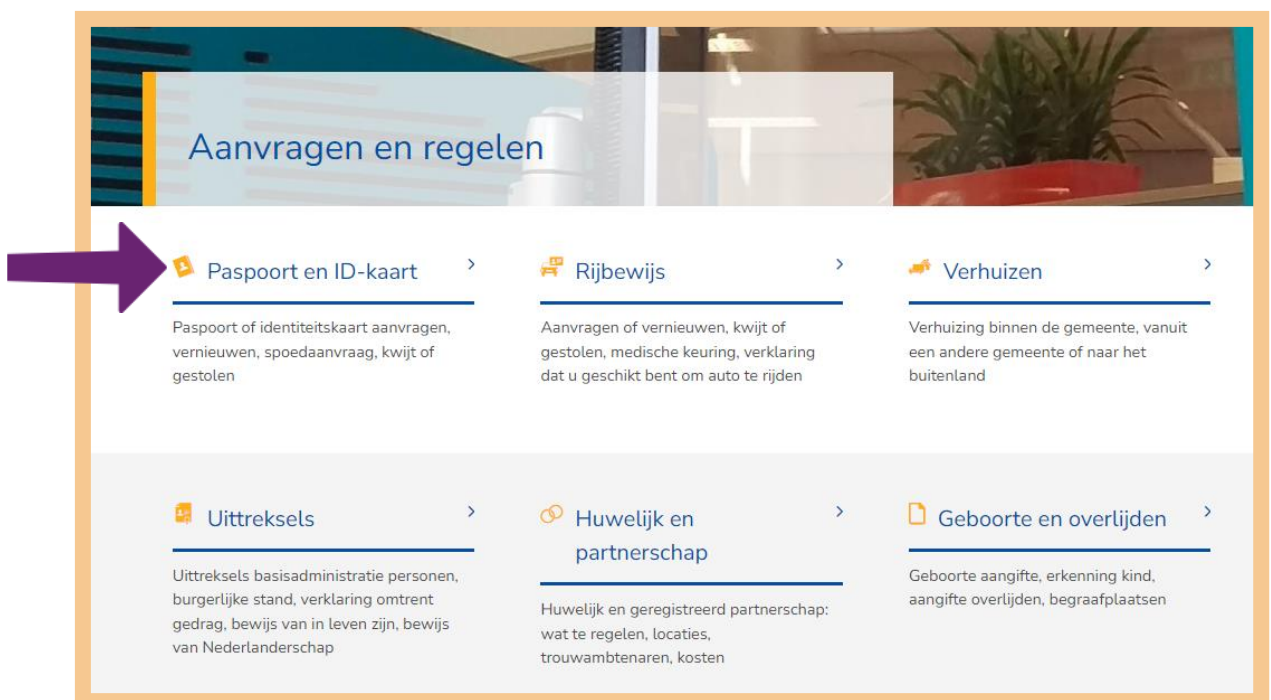 Aanvragen en regelen
Paspoort en ID-kaart
Paspoort of identiteitskaart aanvragen,
vernieuwen, spoedaanvraag, kwijt of
gestolen
Rijbewijs
Aanvragen of vernieuwen, kwijt of
gestolen, medische keuring, verklaring
dat u geschikt bent om auto te rijden
Verhuizen
Verhuizing binnen de gemeente, vanuit
een andere gemeente of naar het
buitenland
Uittreksels
Uittreksels basisadministratie personen,
burgerlijke stand, verklaring omtrent
gedrag, bewijs van in leven zijn, bewijs
van Nederlanderschap
Huwelijk en
partnerschap
Huwelijk en geregistreerd partnerschap:
wat te regelen, locaties,
trouwambtenaren, kosten
Geboorte en overlijden
Geboorte aangifte, erkenning kind,
aangifte overlijden, begraafplaatsen